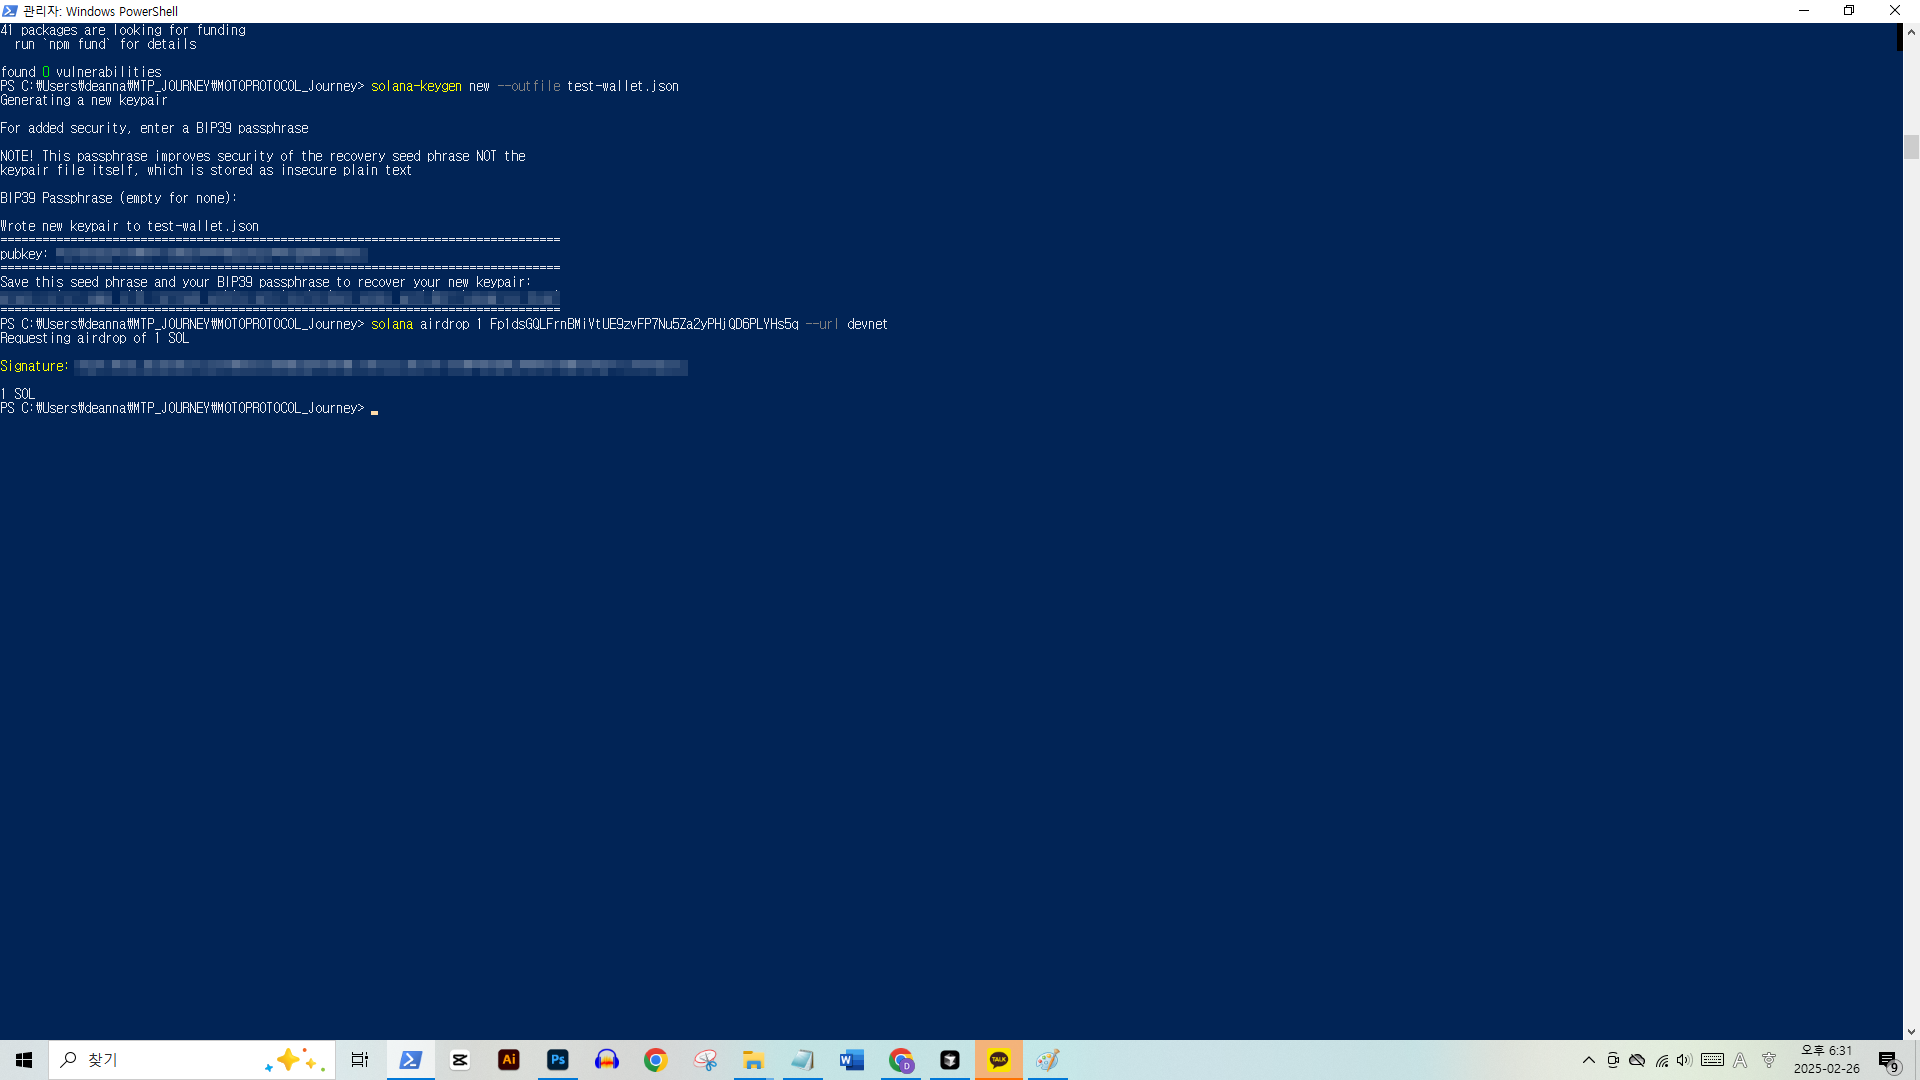 관리자: Windows PowerShell
41 packages are looking for funding
run `npm fund` for details
found 0 vulnerabilities
PS C:\Users\deanna\MTP_JOURNEY\MOTOPROTOCOL_Journey> solana-keygen new --outfile test-wallet.json
Generating a new keypair
For added security, enter a BIP39 passphrase
NOTE! This passphrase improves security of the recovery seed phrase NOT the
keypair file itself, which is stored as insecure plain text
BIP39 Passphrase (empty for none):
Wrote new keypair to test-wallet.json
================================================================================
pubkey:
================================================================================
Save this seed phrase and your BIP39 passphrase to recover your new keypair:
================================================================================
PS C:\Users\deanna\MTP_JOURNEY\MOTOPROTOCOL_Journey> solana airdrop 1 Fp1dsGQLFrnBMiVtUE9zvFP7Nu5Za2yPHjQD6PLYHs5q --url devnet
Requesting airdrop of 1 SOL
Signature:
1 SOL
PS C:\Users\deanna\MTP_JOURNEY\MOTOPROTOCOL_Journey>
찾기
Ai
Ps
W
D
TALK
A
오후 6:31
2025-02-26
9